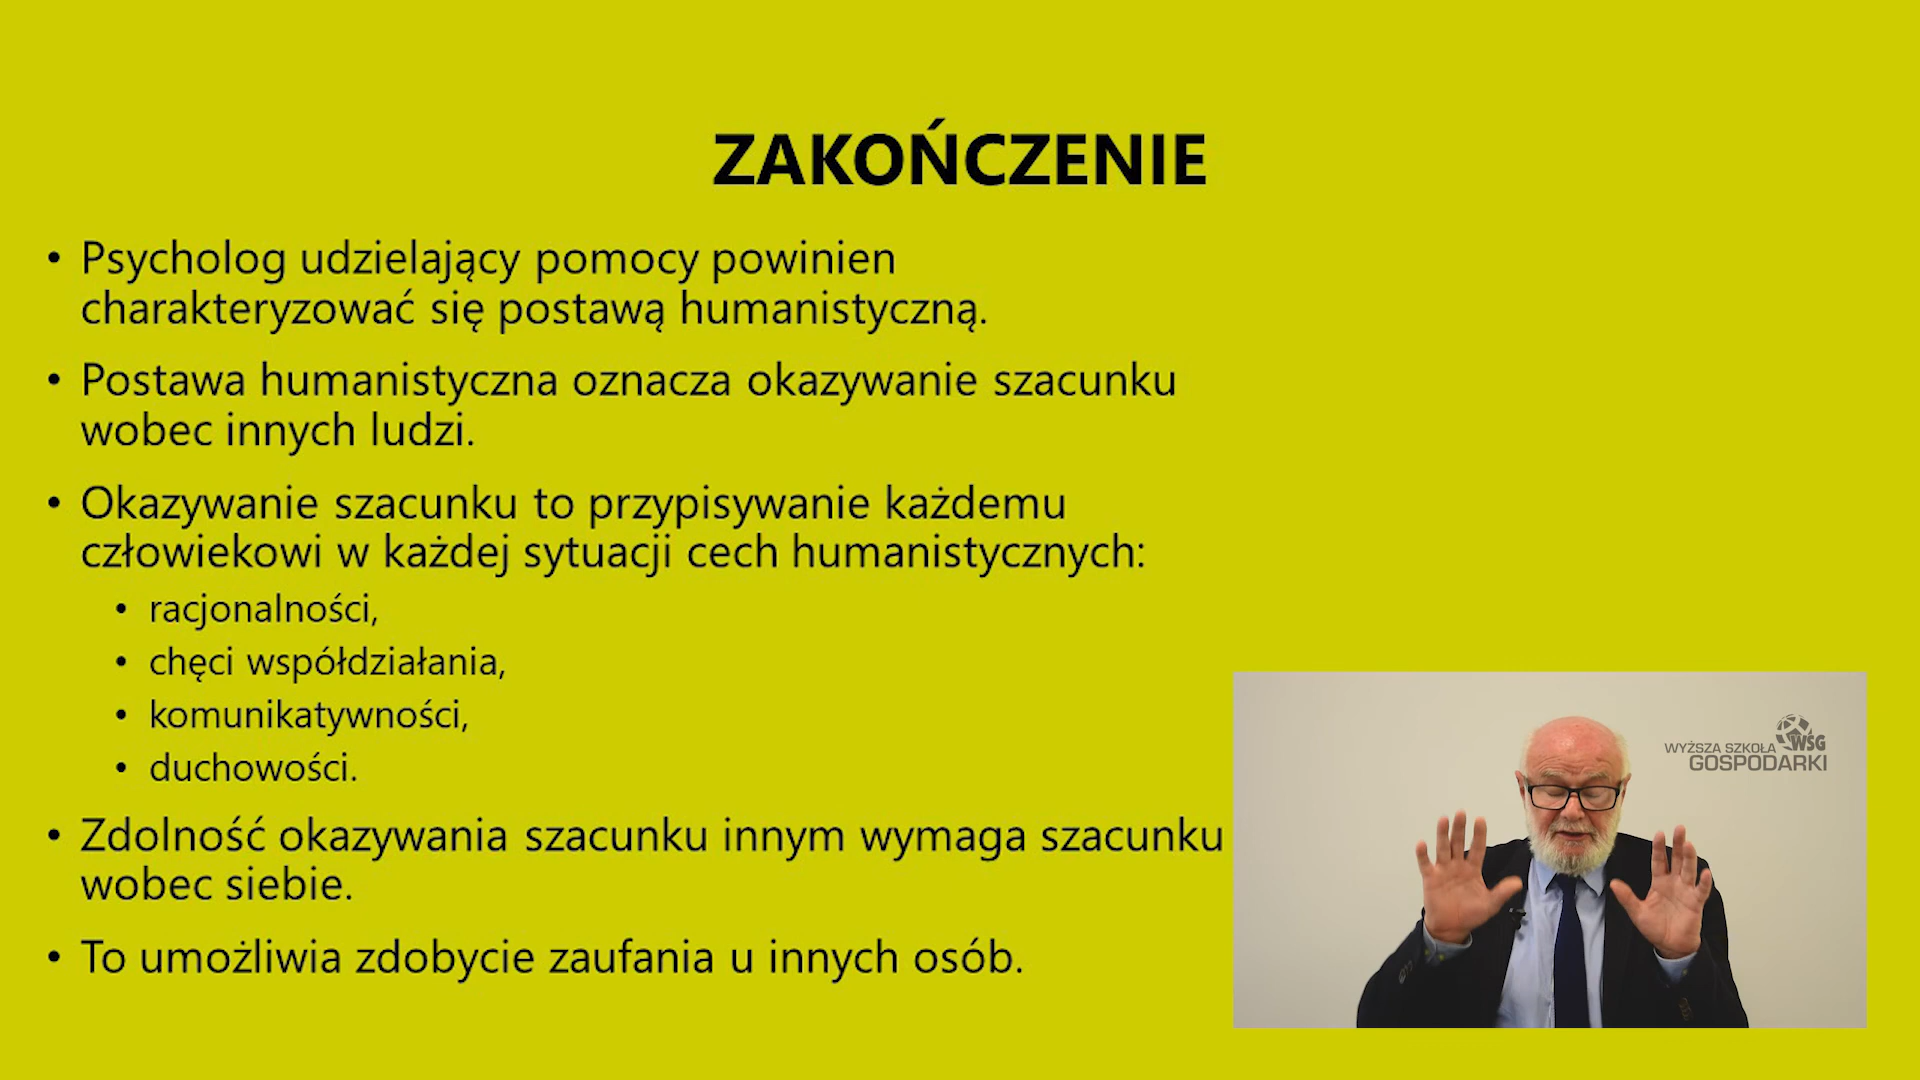 ZAKOŃCZENIE
• Psycholog udzielający pomocy powinien
charakteryzować się postawą humanistyczną.
• Postawa humanistyczna oznacza okazywanie szacunku
wobec innych ludzi.
• Okazywanie szacunku to przypisywanie każdemu
człowiekowi w każdej sytuacji cech humanistycznych:
• racjonalności,
• chęci współdziałania,
• komunikatywności,
• duchowości.
• Zdolność okazywania szacunku innym wymaga szacunku
wobec siebie.
• To umożliwia zdobycie zaufania u innych osób.
WYŻSZA SZKOŁA WSG
GOSPODARKI